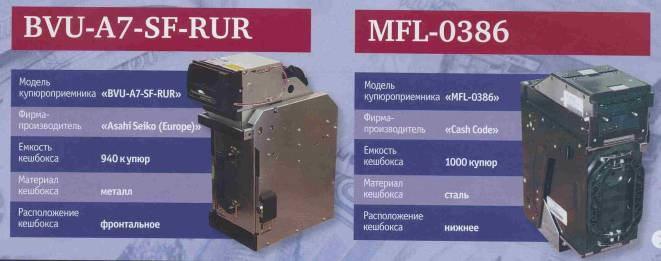 BVU-A7-SF-RUR
Модель
купюроприемника «BVU-A7-SF-RUR»
Фирма-
производитель «Asahi Seiko (Europe)»
Емкость
кешбокса 940 к упюр
Материал
кешбокса металл
Расположение
кешбокса фронтальное
MFL-0386
Модель
купюроприемника «MFL-0386»
Фирма-
производитель «Cash Code»
Емкость
кешбокса 1000 купюр
Материал
кешбокса сталь
Расположение
кешбокса нижнее